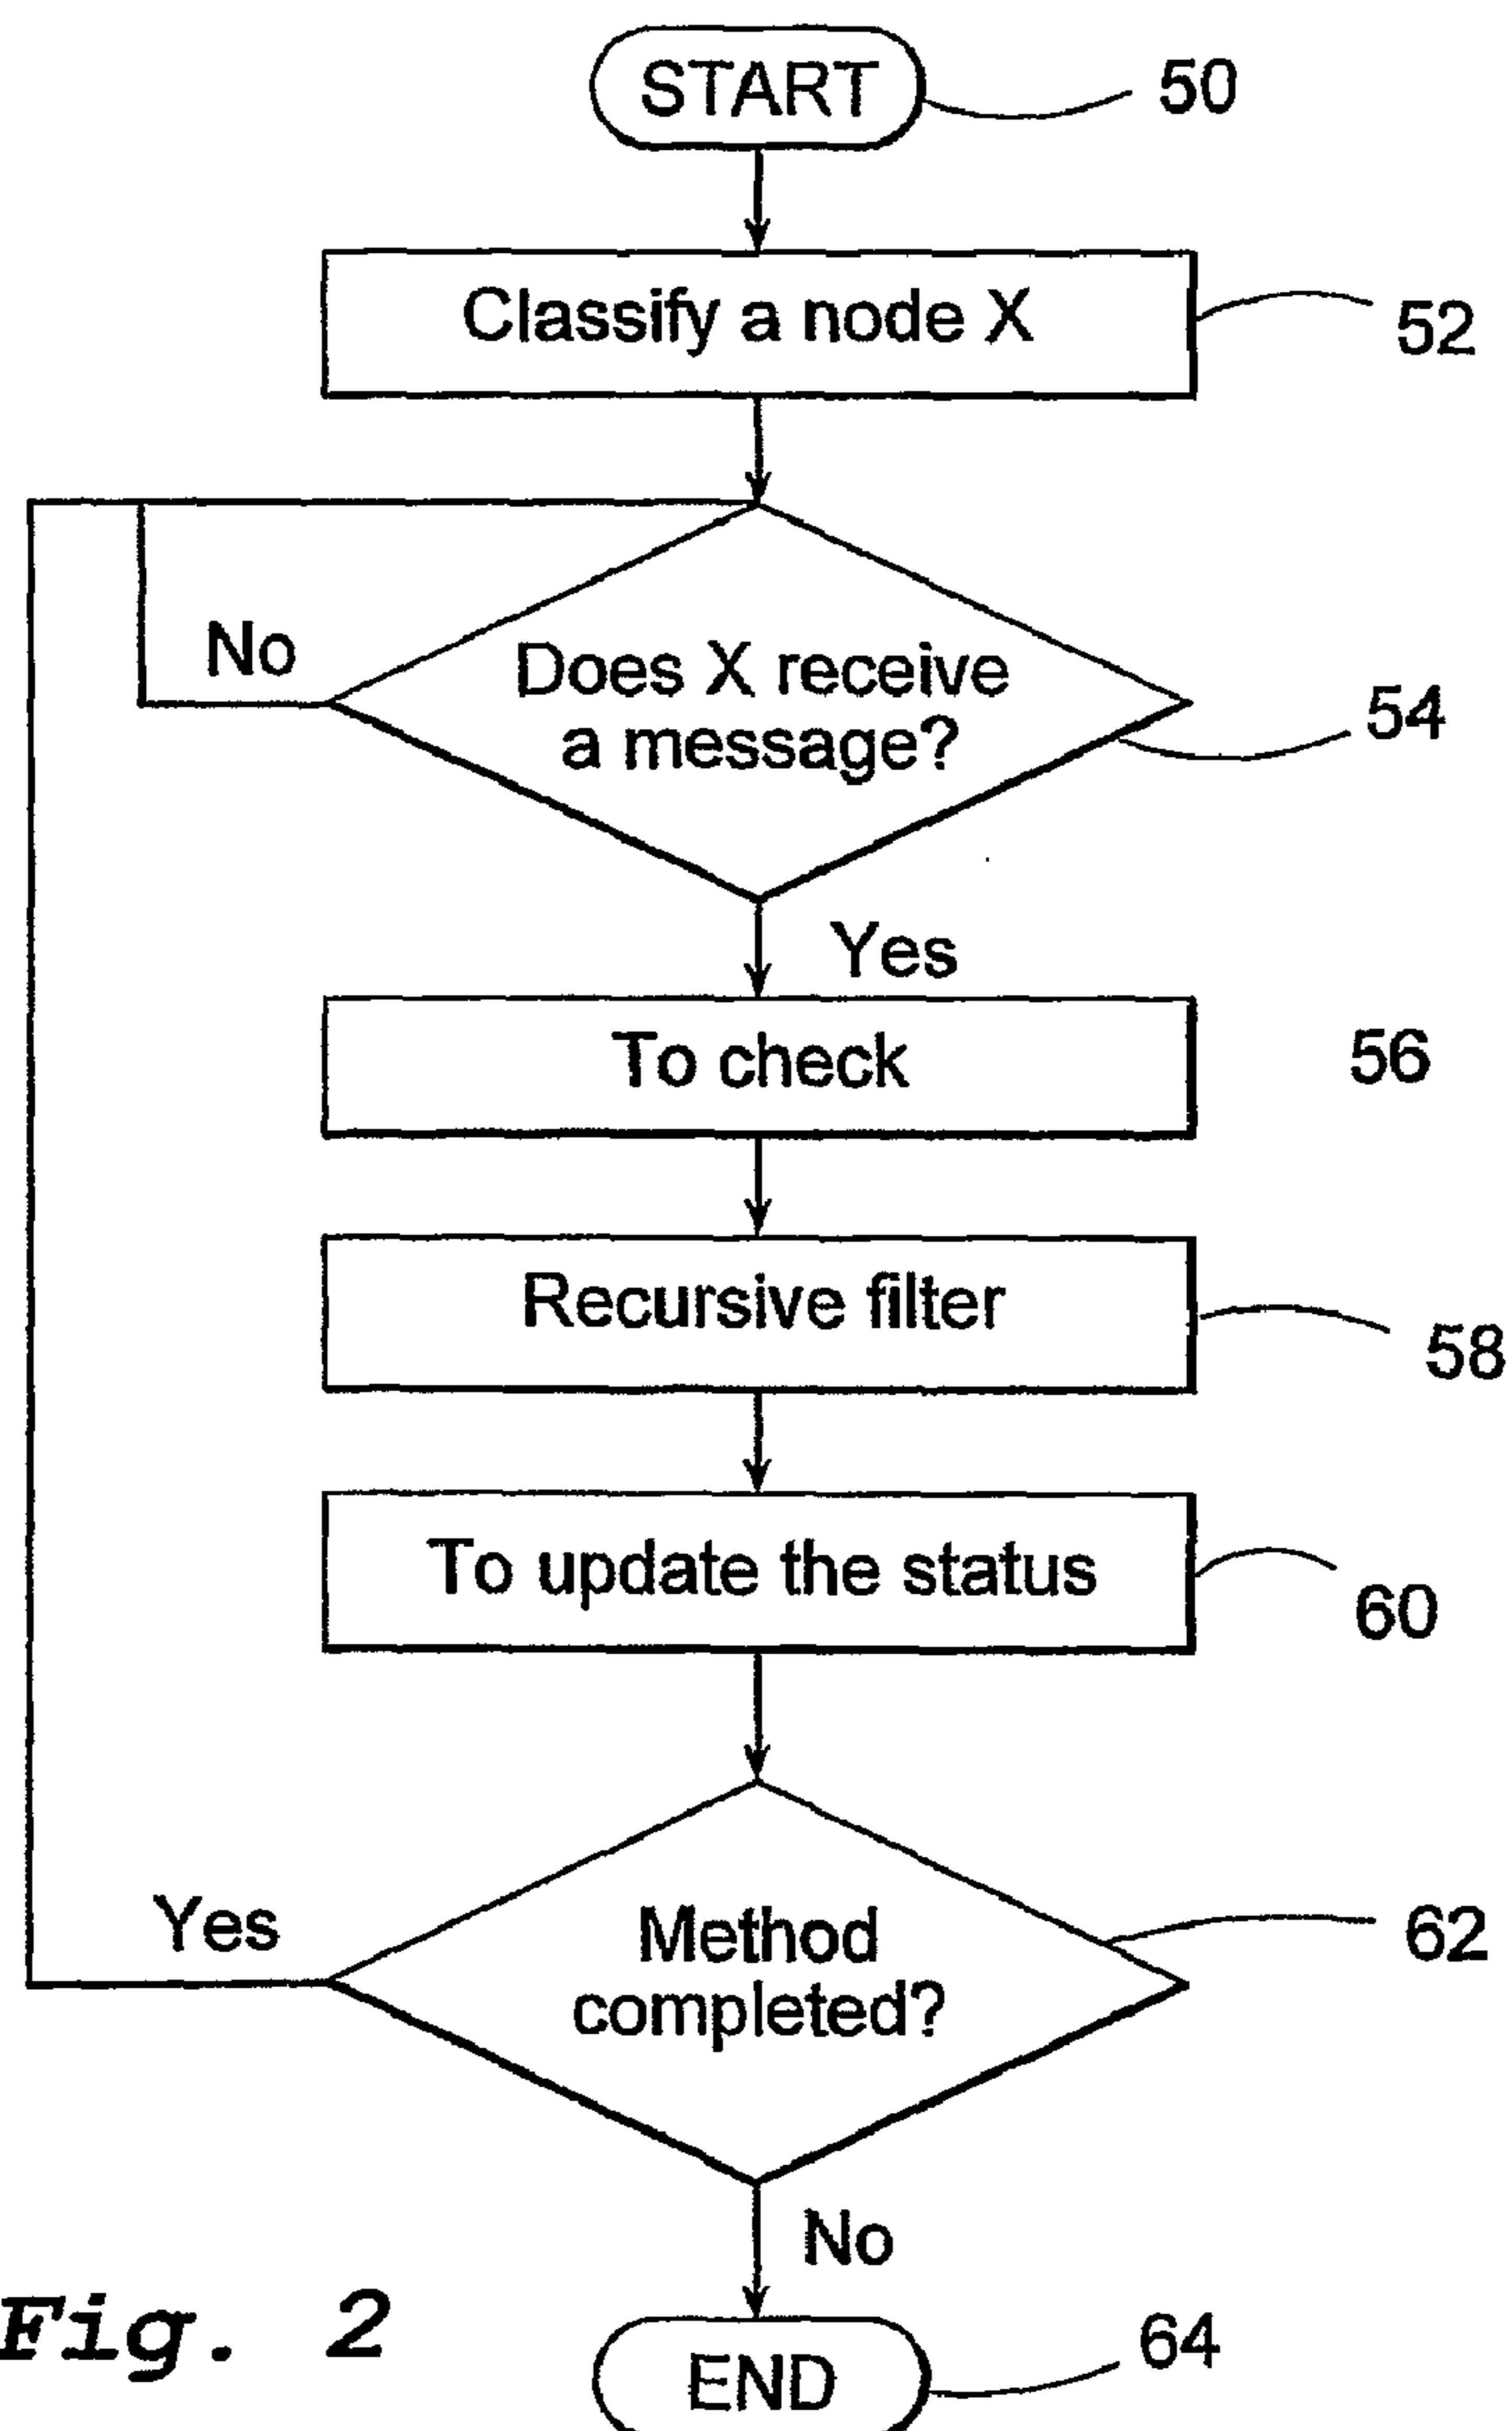 START
50
Classify a node X
52
No
Does X receive
a message?
54
Yes
To check
56
Recursive filter
58
To update the status
60
Yes
Method
completed?
62
No
Fig. 2
END
64